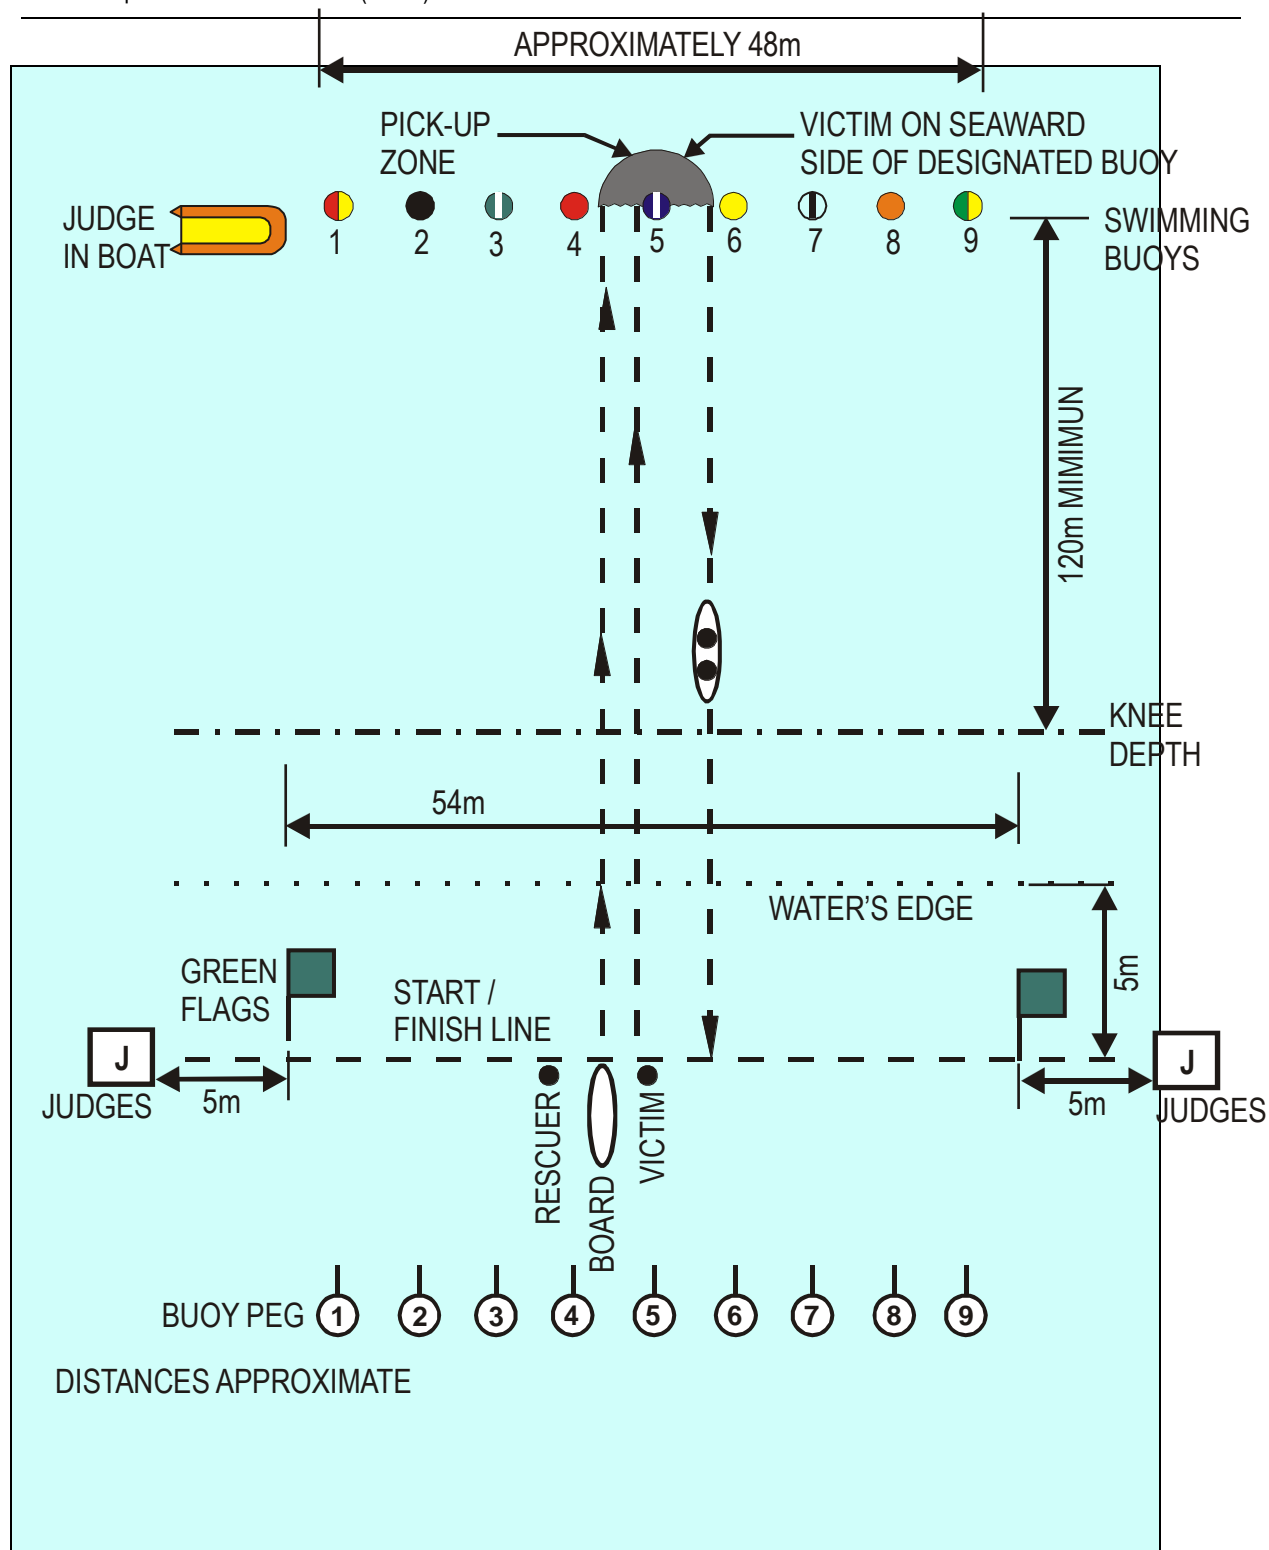 APPROXIMATELY 48m
PICK-UP
ZONE
VICTIM ON SEAWARD
SIDE OF DESIGNATED BUOY
JUDGE
IN BOAT
1 2 3 4 5 6 7 8 9
SWIMMING
BUOYS
120m MIMIMUN
KNEE
DEPTH
54m
WATER'S EDGE
5m
GREEN
FLAGS
START /
FINISH LINE
J
JUDGES
5m
5m
J
JUDGES
RESCUER
BOARD
VICTIM
BUOY PEG 1 2 3 4 5 6 7 8 9
DISTANCES APPROXIMATE